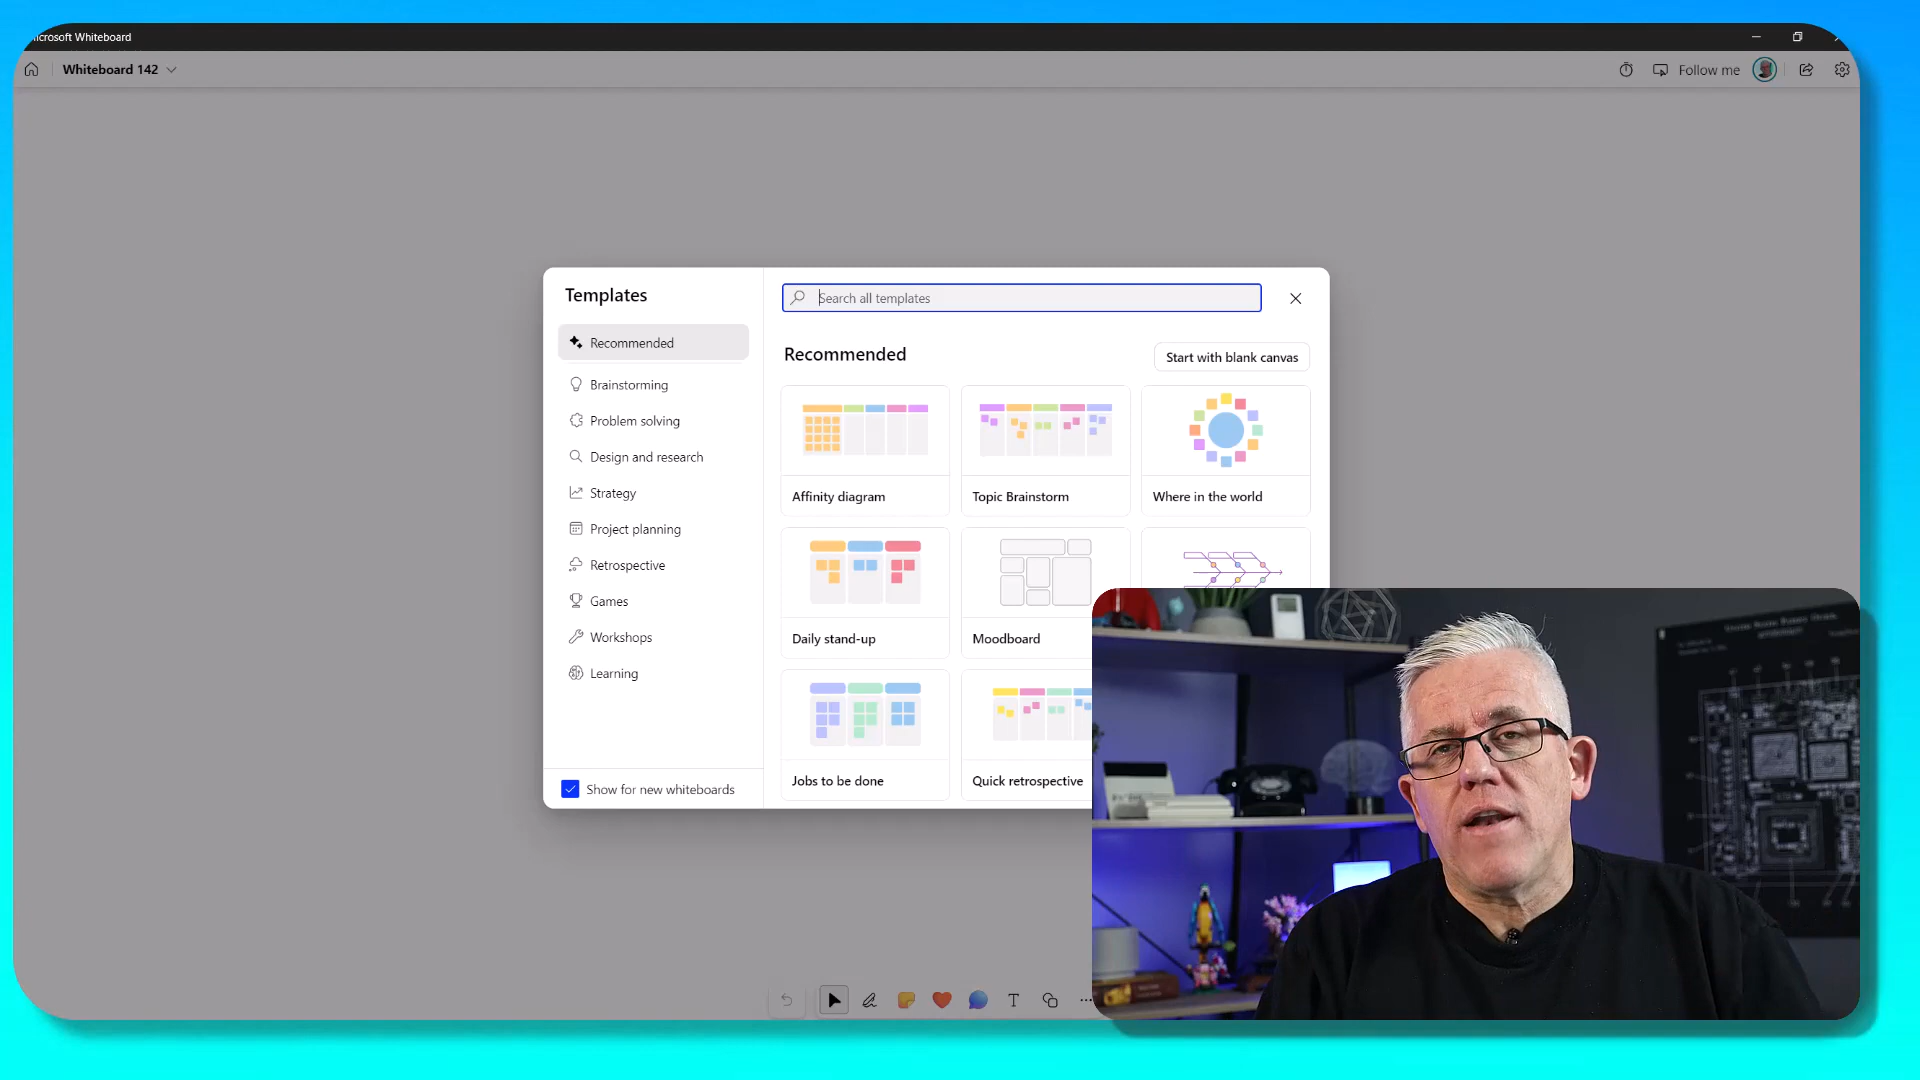 icrosoft Whiteboard
Whiteboard 142
Follow me
Templates
Search all templates
Recommended
Brainstorming
Problem solving
Design and research
Strategy
Project planning
Retrospective
Games
Workshops
Learning
Show for new whiteboards
Recommended
Start with blank canvas
Affinity diagram
Topic Brainstorm
Where in the world
Daily stand-up
Moodboard
Jobs to be done
Quick retrospective